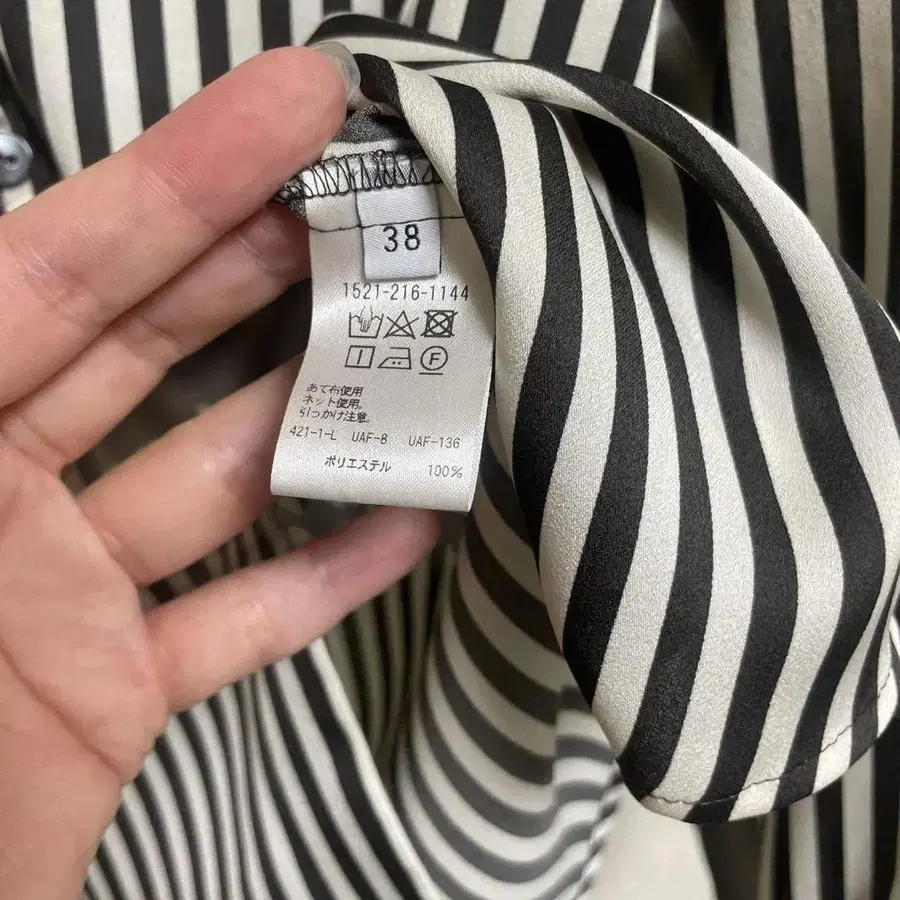 38
1521-216-1144
F
あて布使用
ネット使用。
引っかけ注意。
421-1-L UAF-8 UAF-136
ポリエステル 100%